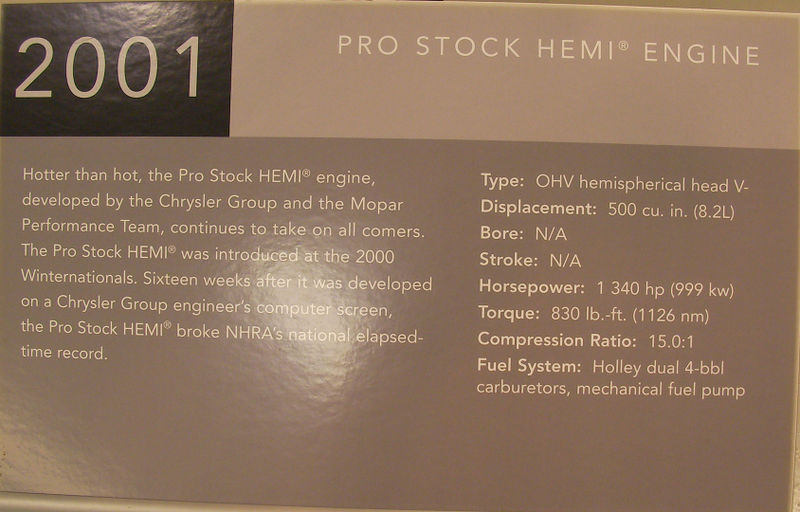 2001
PRO STOCK HEMI® ENGINE
Hotter than hot, the Pro Stock HEMI® engine,
developed by the Chrysler Group and the Mopar
Performance Team, continues to take on all comers.
The Pro Stock HEMI® was introduced at the 2000
Winternationals. Sixteen weeks after it was developed
on a Chrysler Group engineer's computer screen,
the Pro Stock HEMI® broke NHRA's national elapsed-
time record.
Type: OHV hemispherical head V-
Displacement: 500 cu. in. (8.2L)
Bore: N/A
Stroke: N/A
Horsepower: 1 340 hp (999 kw)
Torque: 830 lb.-ft. (1126 nm)
Compression Ratio: 15.0:1
Fuel System: Holley dual 4-bbl
carburetors, mechanical fuel pump